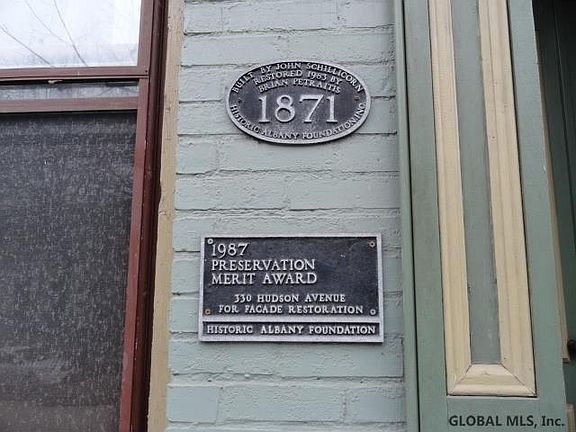 BUILT BY JOHN SCHILLICORN
RESTORED 1983 BY
BRIAN PETRAITIS
1871
HISTORIC ALBANY FOUNDATION, INC.
1987
PRESERVATION
MERIT AWARD
330 HUDSON AVENUE
FOR FACADE RESTORATION
HISTORIC ALBANY FOUNDATION
GLOBAL MLS, Inc.